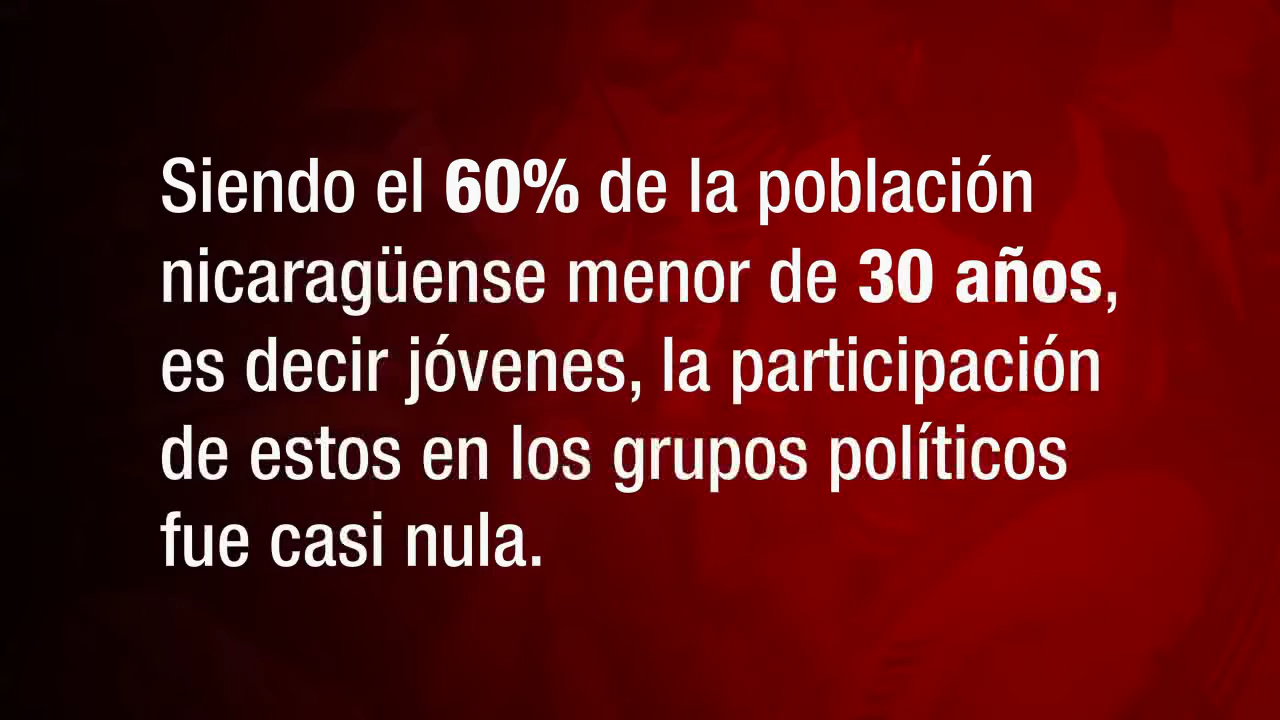 Siendo el 60% de la población
nicaragüense menor de 30 años,
es decir jóvenes, la participación
de estos en los grupos políticos
fue casi nula.